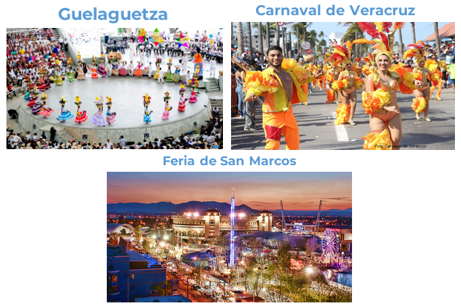 Guelaguetza
Carnaval de Veracruz
Feria de San Marcos